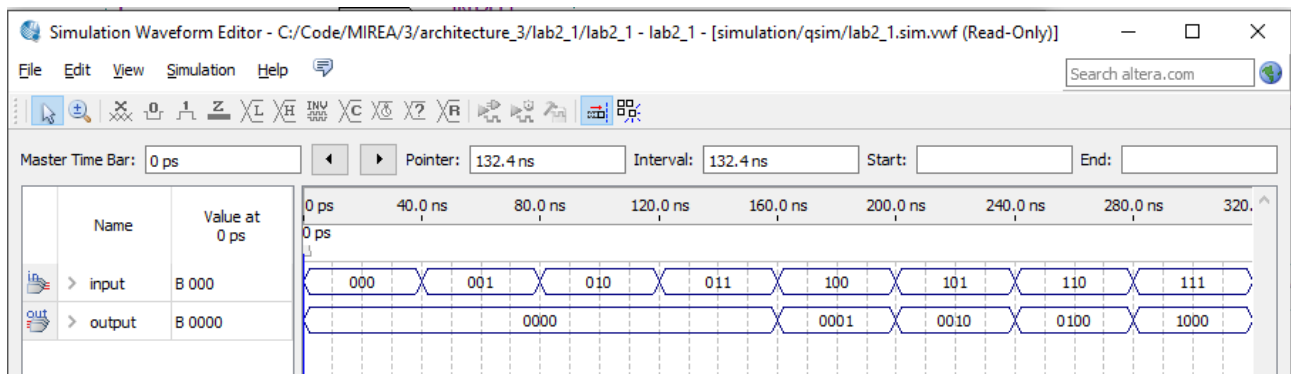 Simulation Waveform Editor - C:/Code/MIREA/3/architecture_3/lab2_1/lab2_1 - lab2_1 - [simulation/qsim/lab2_1.sim.vwf (Read-Only)]
File Edit View Simulation Help Search altera.com
Master Time Bar: 0 ps Pointer: 132.4 ns Interval: 132.4 ns Start: End:
Name Value at 0 ps
0 ps 40.0 ns 80.0 ns 120.0 ns 160.0 ns 200.0 ns 240.0 ns 280.0 ns 320.
0 ps
input B 000 000 001 010 011 100 101 110 111
output B 0000 0000 0001 0010 0100 1000